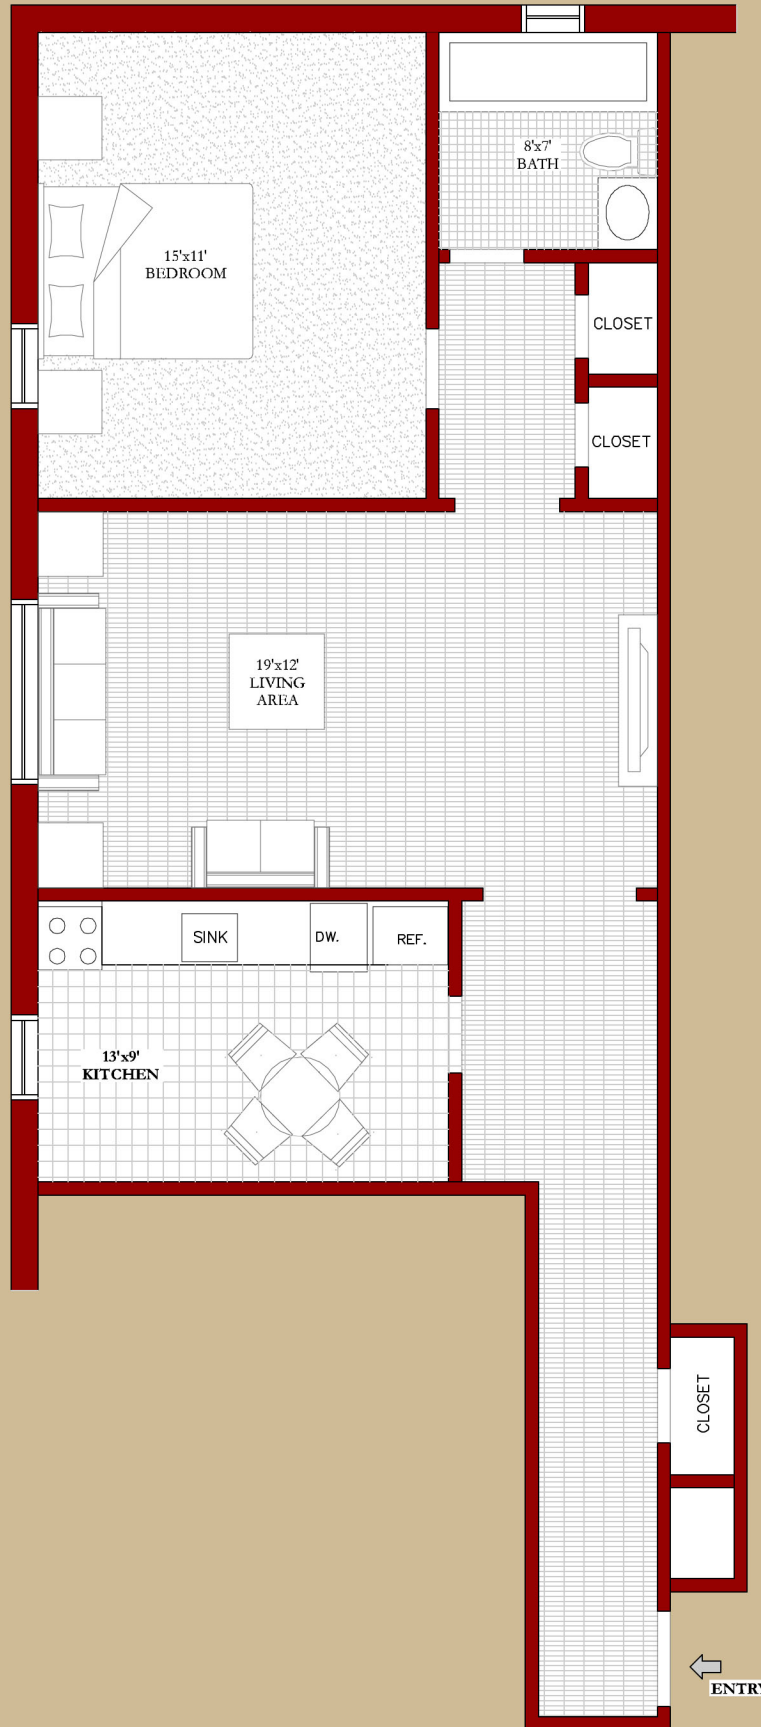 8'x7'
BATH
15'x11'
BEDROOM
CLOSET
CLOSET
19'x12'
LIVING
AREA
SINK
DW.
REF.
13'x9'
KITCHEN
CLOSET
ENTRY